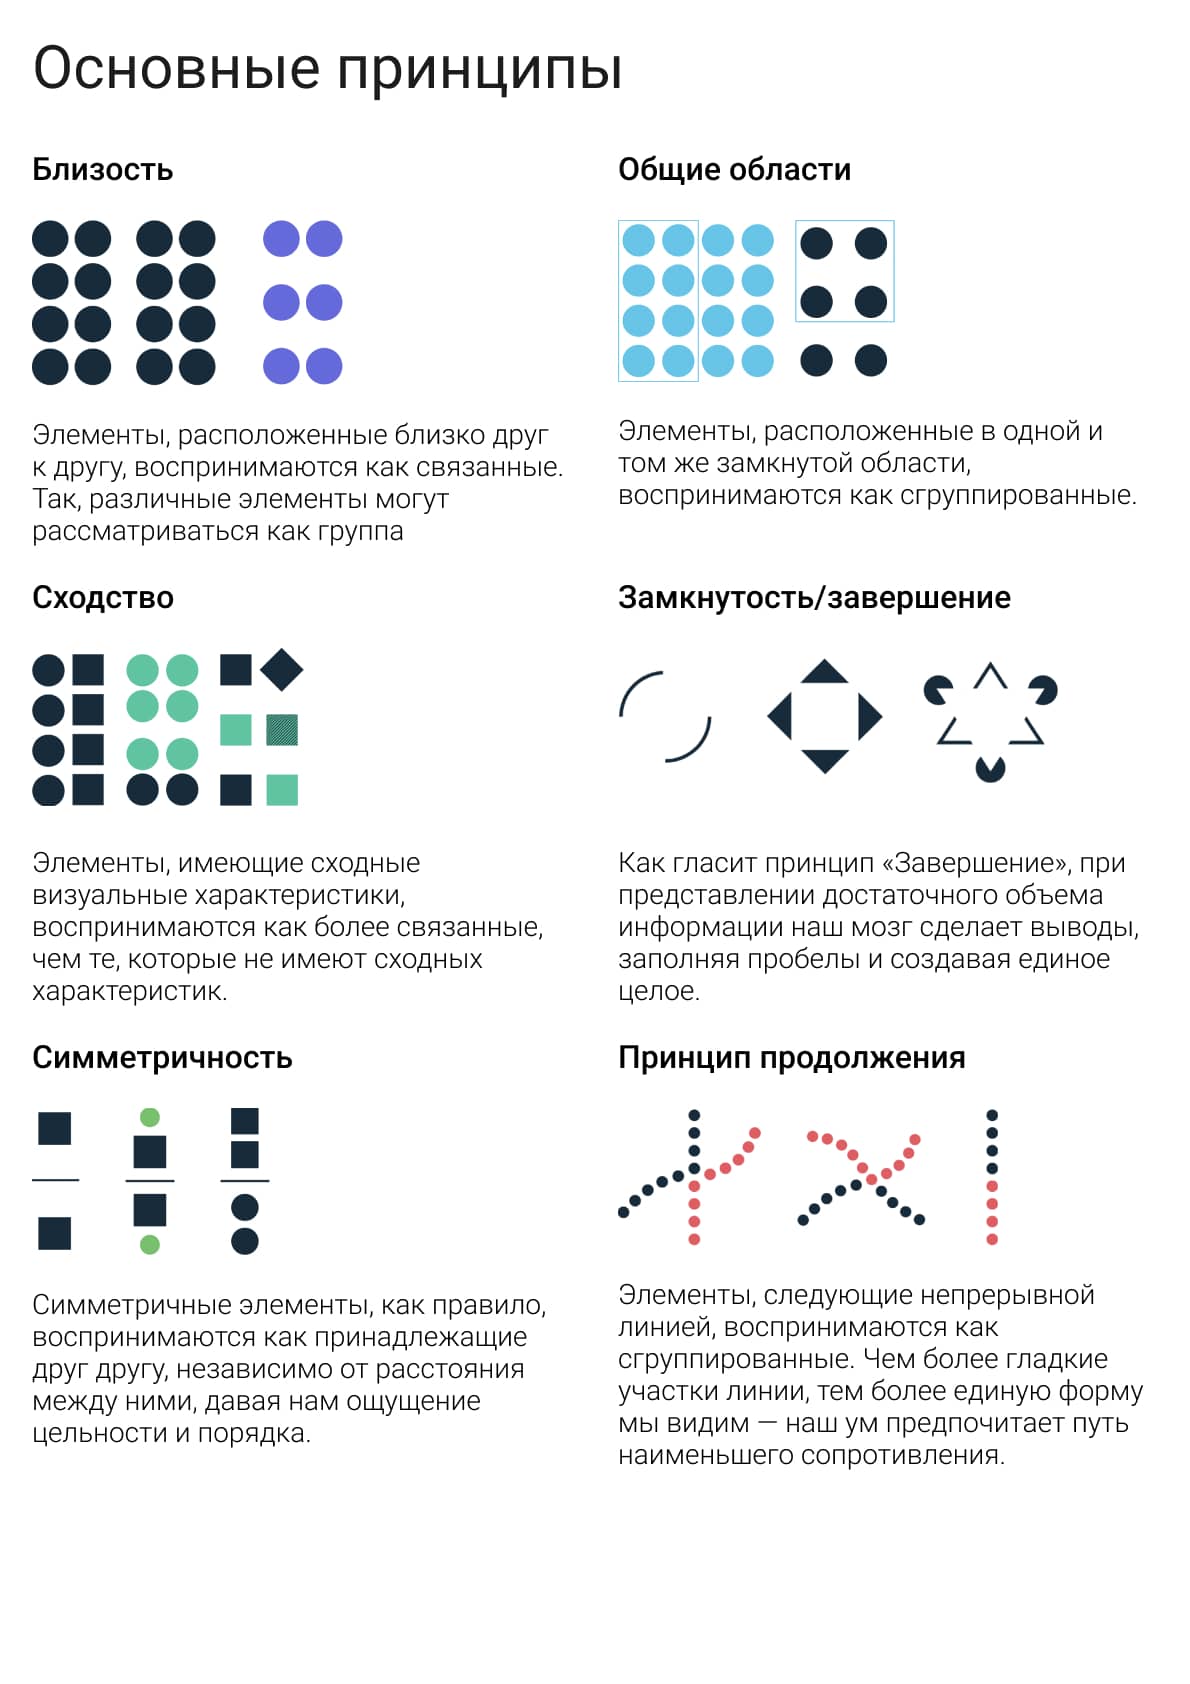 Основные принципы
Близость
Элементы, расположенные близко друг
к другу, воспринимаются как связанные.
Так, различные элементы могут
рассматриваться как группа
Общие области
Элементы, расположенные в одной и
том же замкнутой области,
воспринимаются как сгруппированные.
Сходство
Элементы, имеющие сходные
визуальные характеристики,
воспринимаются как более связанные,
чем те, которые не имеют сходных
характеристик.
Замкнутость/завершение
Как гласит принцип «Завершение», при
представлении достаточного объема
информации наш мозг сделает выводы,
заполняя пробелы и создавая единое
целое.
Симметричность
Симметричные элементы, как правило,
воспринимаются как принадлежащие
друг другу, независимо от расстояния
между ними, давая нам ощущение
цельности и порядка.
Принцип продолжения
Элементы, следующие непрерывной
линией, воспринимаются как
сгруппированные. Чем более гладкие
участки линии, тем более единую форму
мы видим — наш ум предпочитает путь
наименьшего сопротивления.